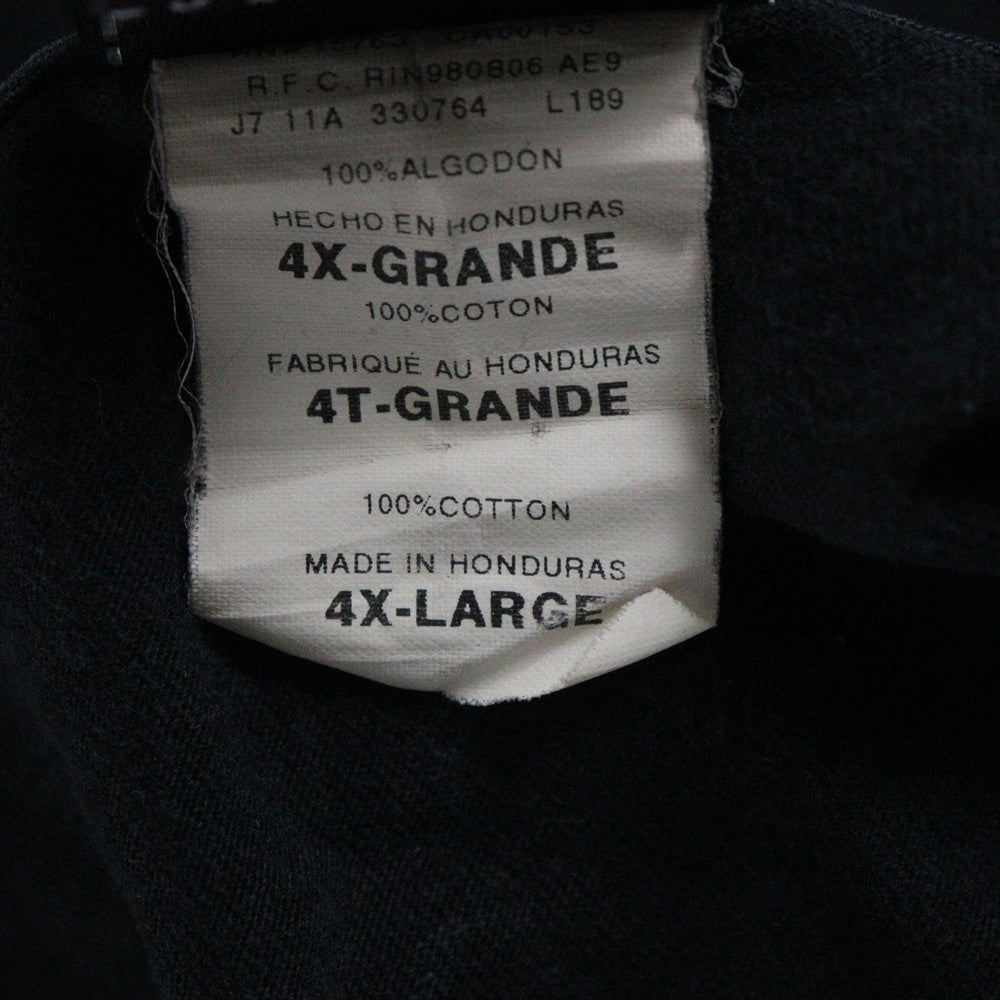 R.F.C. RIN980806 AE9
J7 11A 330764 L189
100%ALGODÓN
HECHO EN HONDURAS
4X-GRANDE
100%COTON
FABRIQUÉ AU HONDURAS
4T-GRANDE
100%COTTON
MADE IN HONDURAS
4X-LARGE